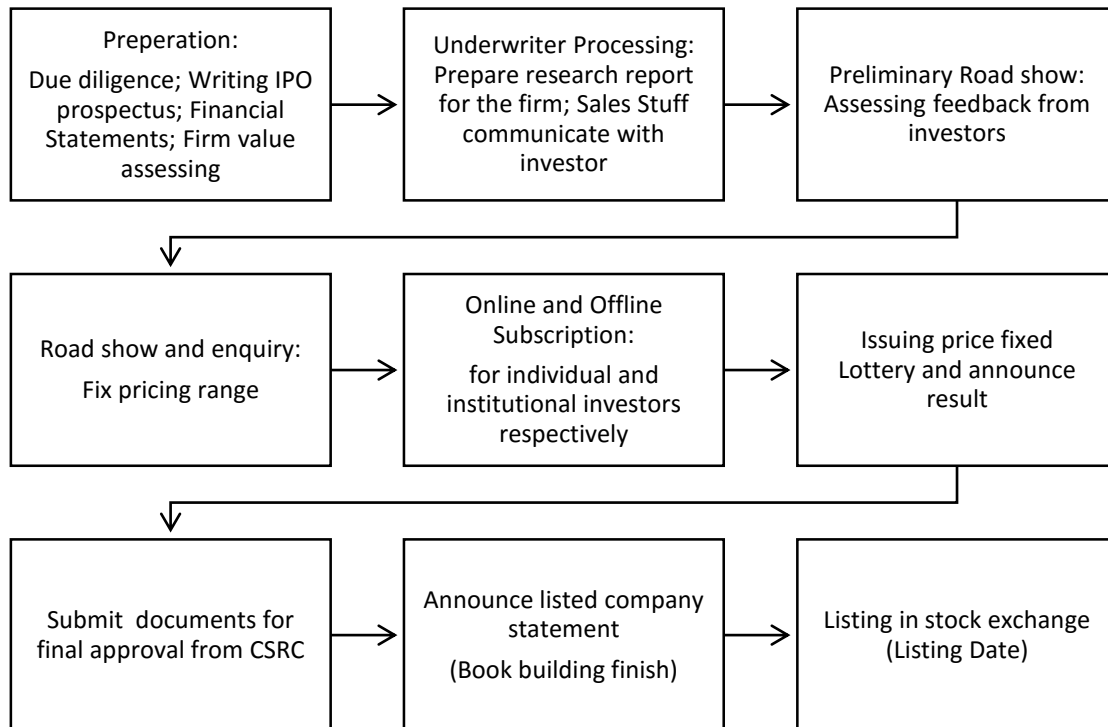 Preperation:
Due diligence; Writing IPO
prospectus; Financial
Statements; Firm value
assessing
Underwriter Processing:
Prepare research report
for the firm; Sales Stuff
communicate with
investor
Preliminary Road show:
Assessing feedback from
investors
Road show and enquiry:
Fix pricing range
Online and Offline
Subscription:
for individual and
institutional investors
respectively
Issuing price fixed
Lottery and announce
result
Submit  documents for
final approval from CSRC
Announce listed company
statement
(Book building finish)
Listing in stock exchange
(Listing Date)